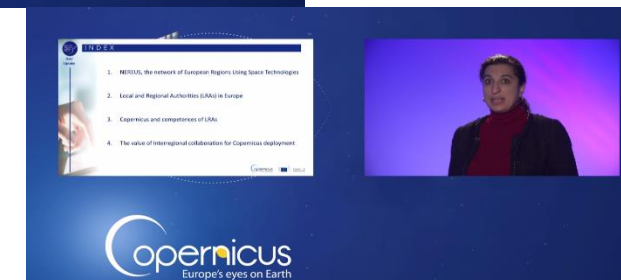 INDEX
1. NEREUS, the network of European Regions Using Space Technologies
2. Local and Regional Authorities (LRAs) in Europe
3. Copernicus and competences of LRAs
4. The value of Interregional collaboration for Copernicus deployment
Copernicus
Copernicus
Europe's eyes on Earth